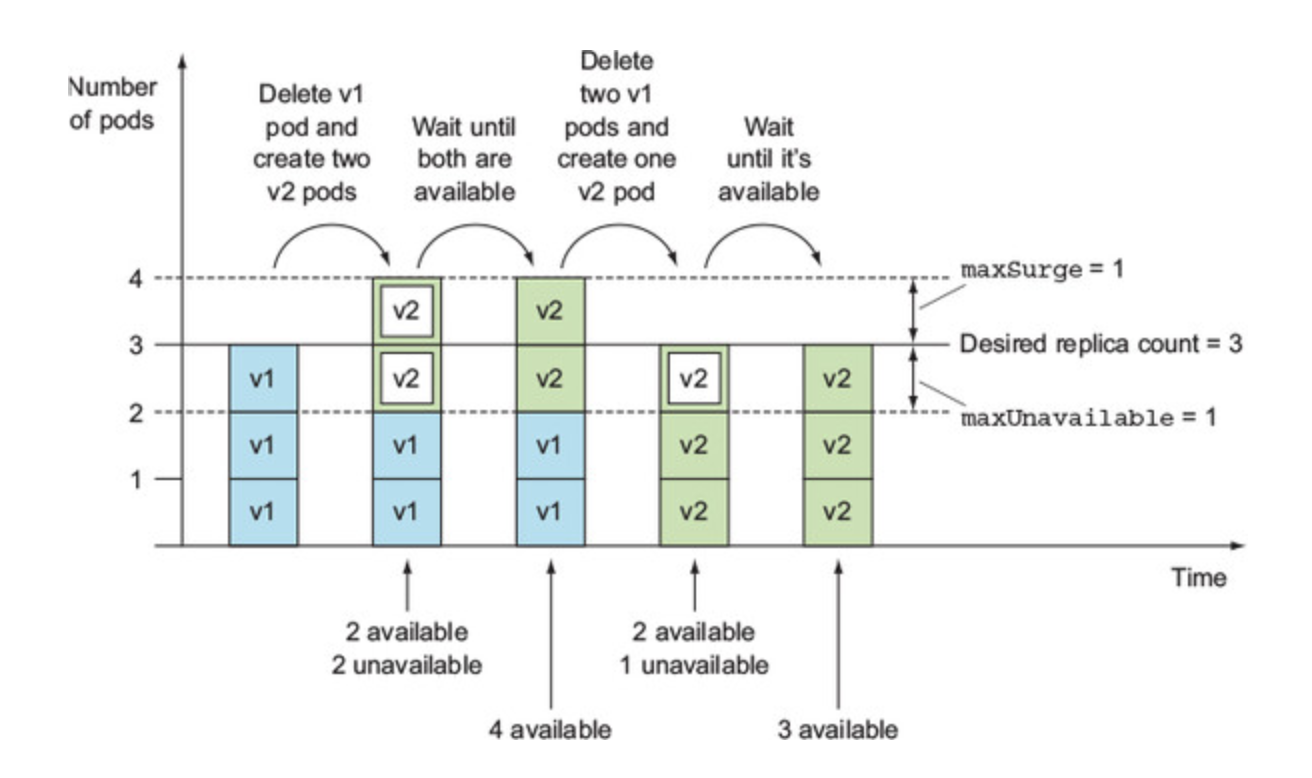 Number
of pods
Delete v1
pod and
create two
v2 pods
Wait until
both are
available
Delete
two v1
pods and
create one
v2 pod
Wait
until it's
available
4
3
2
1
v1
v1
v1
v2
v2
v1
v1
v2
v2
v1
v1
v2
v2
v2
v2
v2
v2
maxSurge = 1
Desired replica count = 3
maxUnavailable = 1
Time
2 available
2 unavailable
4 available
2 available
1 unavailable
3 available